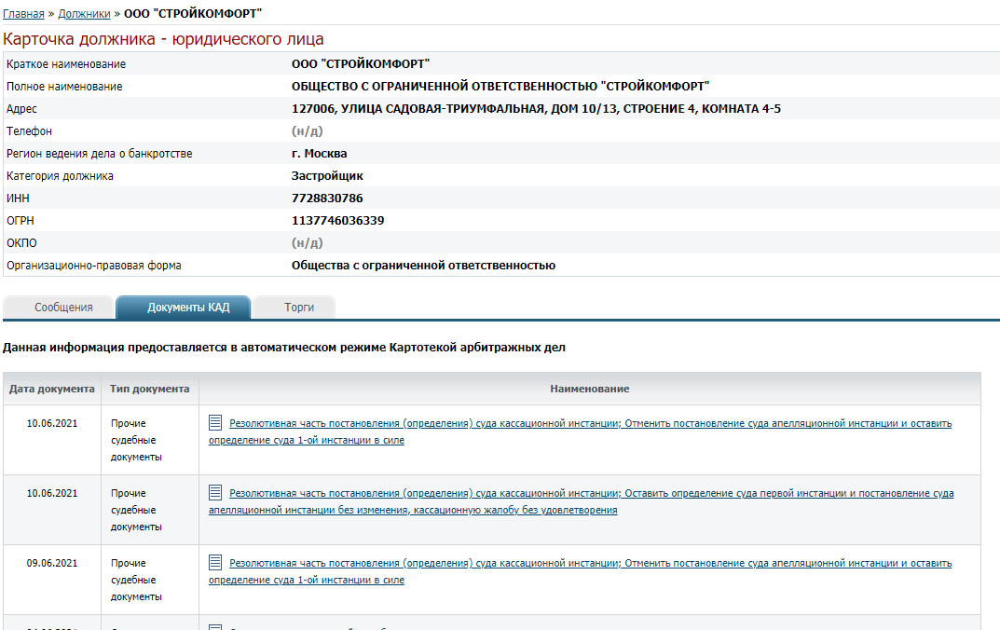 Главная » Должники » ООО "СТРОЙКОМФОРТ"
Карточка должника - юридического лица
Краткое наименование ООО "СТРОЙКОМФОРТ"
Полное наименование ОБЩЕСТВО С ОГРАНИЧЕННОЙ ОТВЕТСТВЕННОСТЬЮ "СТРОЙКОМФОРТ"
Адрес 127006, УЛИЦА САДОВАЯ-ТРИУМФАЛЬНАЯ, ДОМ 10/13, СТРОЕНИЕ 4, КОМНАТА 4-5
Телефон (н/д)
Регион ведения дела о банкротстве г. Москва
Категория должника Застройщик
ИНН 7728830786
ОГРН 1137746036339
ОКПО (н/д)
Организационно-правовая форма Общества с ограниченной ответственностью
Сообщения Документы КАД Торги
Данная информация предоставляется в автоматическом режиме Картотекой арбитражных дел
Дата документа Тип документа Наименование
10.06.2021 Прочие Резолютивная часть постановления (определения) суда кассационной инстанции; Отменить постановление суда апелляционной инстанции и оставить
судебные определение суда 1-ой инстанции в силе
документы
10.06.2021 Прочие Резолютивная часть постановления (определения) суда кассационной инстанции; Оставить определение суда первой инстанции и постановление суда
судебные апелляционной инстанции без изменения, кассационную жалобу без удовлетворения
документы
09.06.2021 Прочие Резолютивная часть постановления (определения) суда кассационной инстанции; Отменить постановление суда апелляционной инстанции и оставить
судебные определение суда 1-ой инстанции в силе
документы